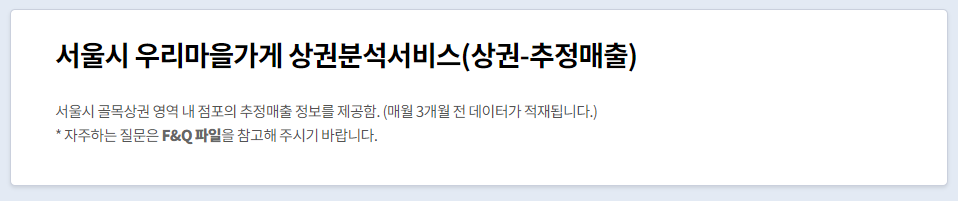 서울시 우리마을가게 상권분석서비스(상권-추정매출)
서울시 골목상권 영역 내 점포의 추정매출 정보를 제공함. (매월 3개월 전 데이터가 적재됩니다.)
* 자주하는 질문은 F&Q 파일을 참고해 주시기 바랍니다.